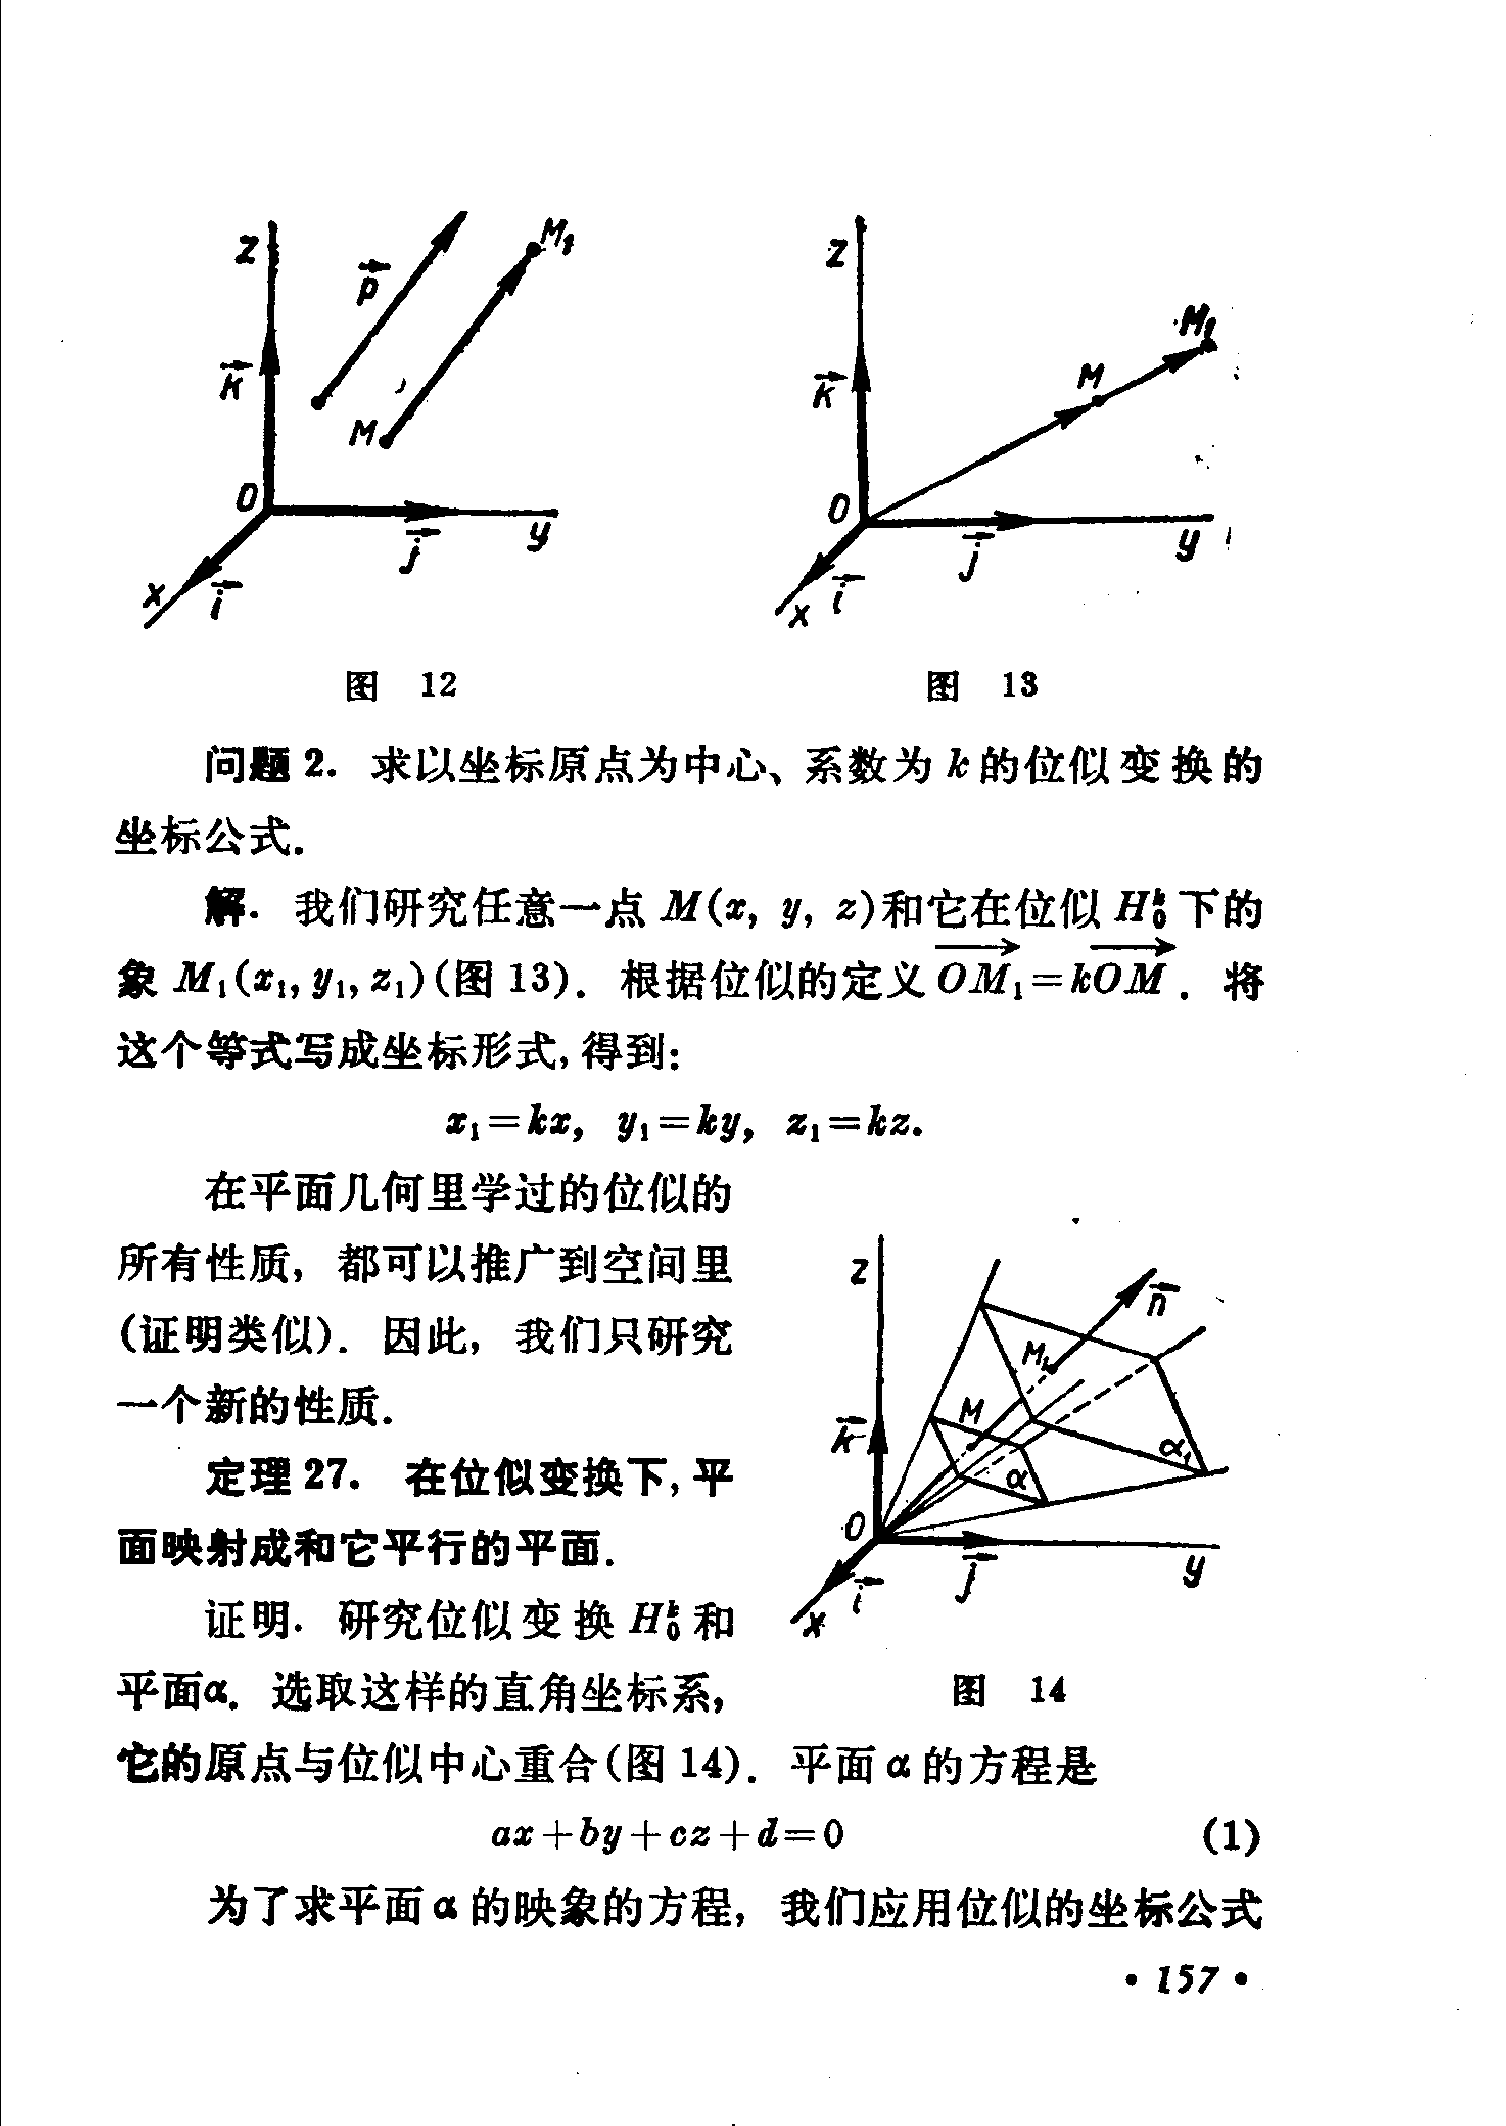 z
p⃗
M₁
k⃗
M
O
j⃗
y
x
i⃗
图 12
z
M₁
k⃗
M
O
j⃗
y
x
i⃗
图 13
问题 2. 求以坐标原点为中心、系数为 k 的位似变换的
坐标公式.
解. 我们研究任意一点 M(x, y, z)和它在位似 H₀ᵏ 下的
象 M₁(x₁, y₁, z₁)(图 13). 根据位似的定义 $\overrightarrow{OM_1}=k\overrightarrow{OM}$. 将
这个等式写成坐标形式, 得到:
x₁=kx, y₁=ky, z₁=kz.
在平面几何里学过的位似的
所有性质, 都可以推广到空间里
(证明类似). 因此, 我们只研究
一个新的性质.
定理 27. 在位似变换下, 平
面映射成和它平行的平面.
证明. 研究位似变换 H₀ᵏ 和
平面α. 选取这样的直角坐标系,
z
n⃗
M₁
M
k⃗
α₁
α
O
j⃗
y
i⃗
x
图 14
它的原点与位似中心重合(图 14). 平面 α 的方程是
ax+by+cz+d=0 (1)
为了求平面 α 的映象的方程, 我们应用位似的坐标公式
• 157 •